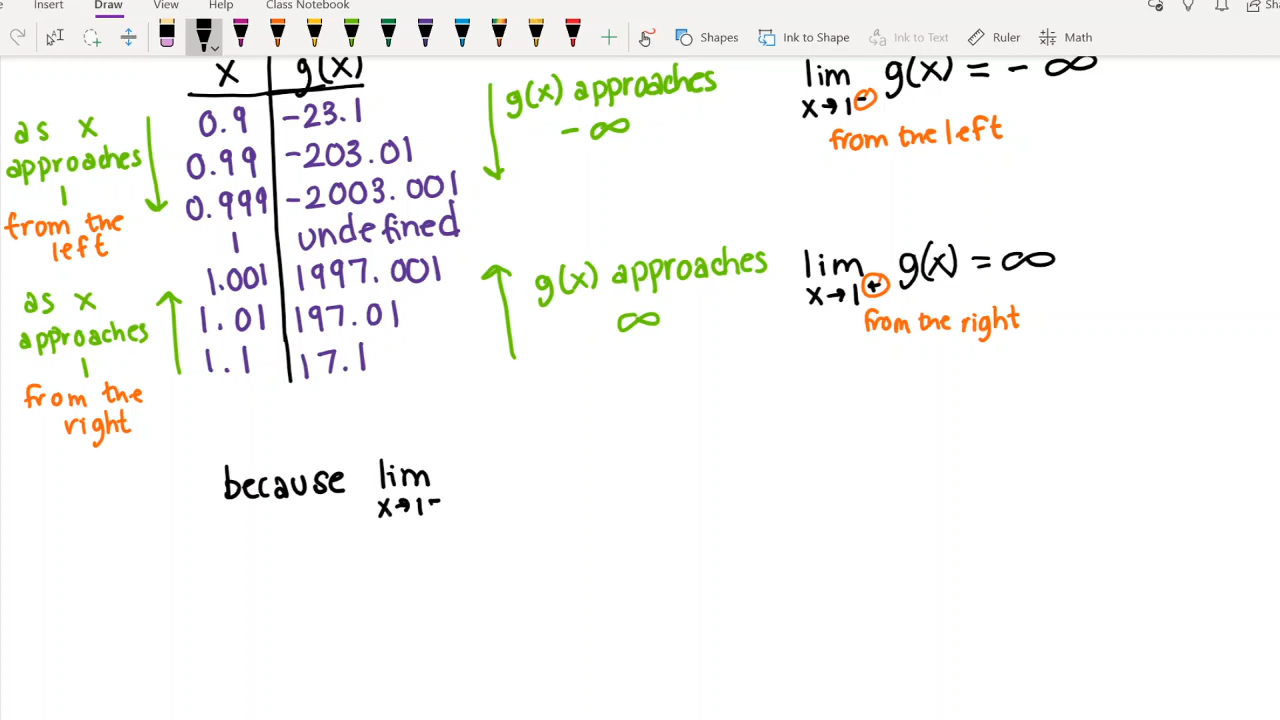 Insert Draw View Help Class Notebook
Shapes Ink to Shape Ink to Text Ruler Math
x g(x)
0.9 -23.1
0.99 -203.01
0.999 -2003.001
1 undefined
1.001 1997.001
1.01 197.01
1.1 17.1
as x
approaches
1
from the
left
as x
approaches
1
from the
right
g(x) approaches
- ∞
g(x) approaches
∞
lim g(x) = - ∞
x→1⁻
from the left
lim g(x) = ∞
x→1⁺
from the right
because lim
x→1⁻